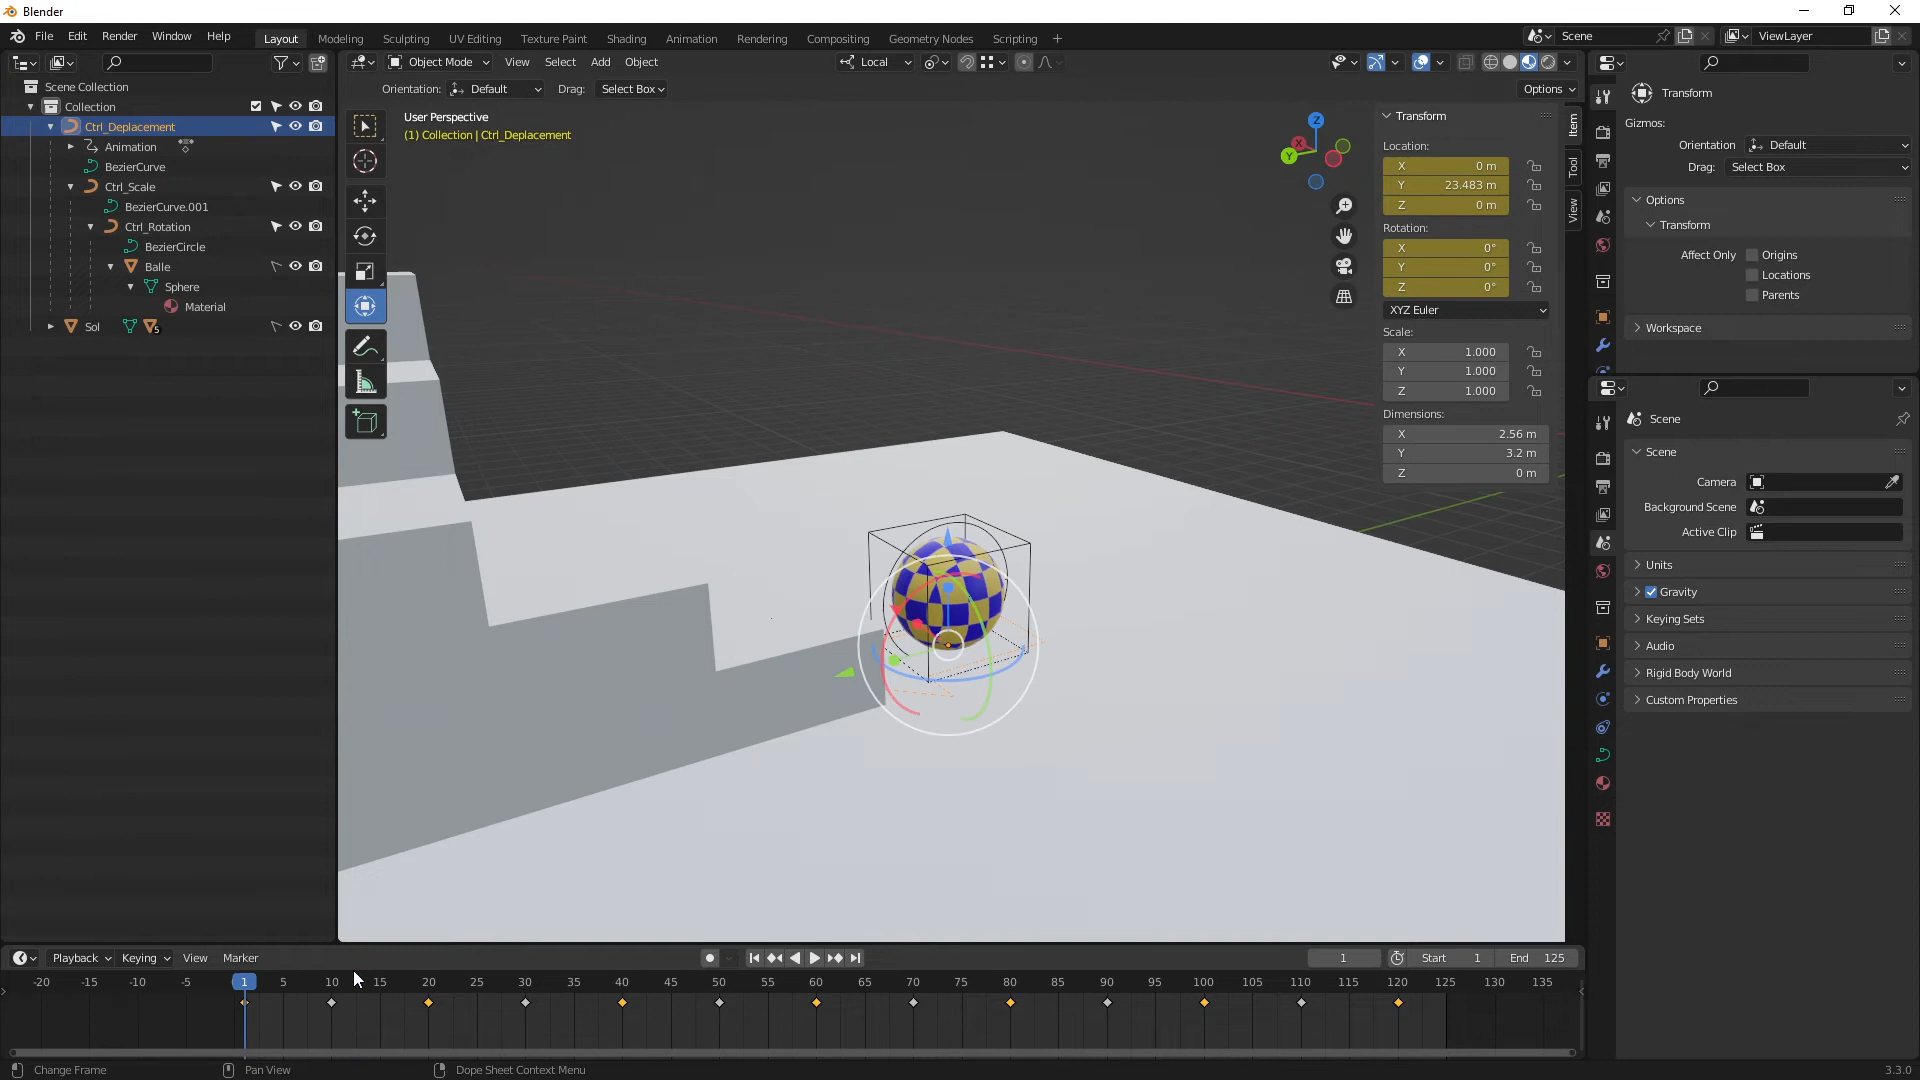 Blender
File Edit Render Window Help
Layout Modeling Sculpting UV Editing Texture Paint Shading Animation Rendering Compositing Geometry Nodes Scripting +
Scene
ViewLayer
Scene Collection
Collection
Ctrl_Deplacement
Animation
BezierCurve
Ctrl_Scale
BezierCurve.001
Ctrl_Rotation
BezierCircle
Balle
Sphere
Material
Sol
5
Object Mode View Select Add Object
Local
Orientation: Default Drag: Select Box
Options
User Perspective
(1) Collection | Ctrl_Deplacement
Z
X
Y
Transform
Location:
X 0 m
Y 23.483 m
Z 0 m
Rotation:
X 0°
Y 0°
Z 0°
XYZ Euler
Scale:
X 1.000
Y 1.000
Z 1.000
Dimensions:
X 2.56 m
Y 3.2 m
Z 0 m
Item
Tool
View
Transform
Gizmos:
Orientation Default
Drag: Select Box
Options
Transform
Affect Only Origins
Locations
Parents
Workspace
Scene
Scene
Camera
Background Scene
Active Clip
Units
Gravity
Keying Sets
Audio
Rigid Body World
Custom Properties
Playback Keying View Marker
1
Start 1
End 125
-20 -15 -10 -5 1 5 10 15 20 25 30 35 40 45 50 55 60 65 70 75 80 85 90 95 100 105 110 115 120 125 130 135
Change Frame
Pan View
Dope Sheet Context Menu
3.3.0